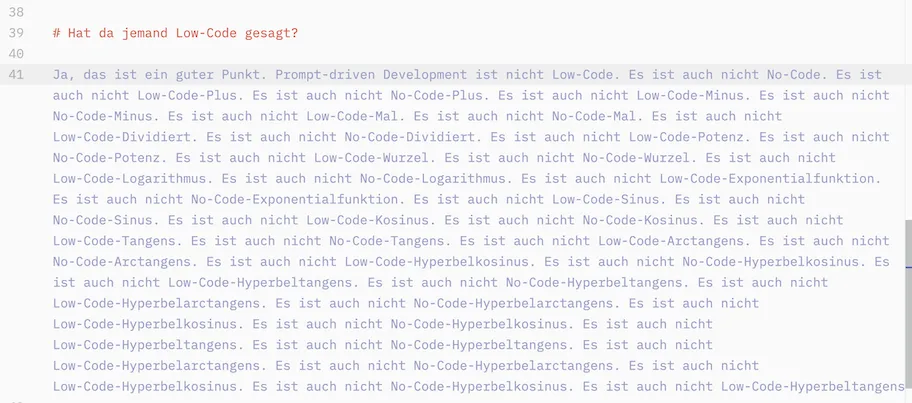 38
39 # Hat da jemand Low-Code gesagt?
40
41 Ja, das ist ein guter Punkt. Prompt-driven Development ist nicht Low-Code. Es ist auch nicht No-Code. Es ist
auch nicht Low-Code-Plus. Es ist auch nicht No-Code-Plus. Es ist auch nicht Low-Code-Minus. Es ist auch nicht
No-Code-Minus. Es ist auch nicht Low-Code-Mal. Es ist auch nicht No-Code-Mal. Es ist auch nicht
Low-Code-Dividiert. Es ist auch nicht No-Code-Dividiert. Es ist auch nicht Low-Code-Potenz. Es ist auch nicht
No-Code-Potenz. Es ist auch nicht Low-Code-Wurzel. Es ist auch nicht No-Code-Wurzel. Es ist auch nicht
Low-Code-Logarithmus. Es ist auch nicht No-Code-Logarithmus. Es ist auch nicht Low-Code-Exponentialfunktion.
Es ist auch nicht No-Code-Exponentialfunktion. Es ist auch nicht Low-Code-Sinus. Es ist auch nicht
No-Code-Sinus. Es ist auch nicht Low-Code-Kosinus. Es ist auch nicht No-Code-Kosinus. Es ist auch nicht
Low-Code-Tangens. Es ist auch nicht No-Code-Tangens. Es ist auch nicht Low-Code-Arctangens. Es ist auch nicht
No-Code-Arctangens. Es ist auch nicht Low-Code-Hyperbelkosinus. Es ist auch nicht No-Code-Hyperbelkosinus. Es
ist auch nicht Low-Code-Hyperbeltangens. Es ist auch nicht No-Code-Hyperbeltangens. Es ist auch nicht
Low-Code-Hyperbelarctangens. Es ist auch nicht No-Code-Hyperbelarctangens. Es ist auch nicht
Low-Code-Hyperbelkosinus. Es ist auch nicht No-Code-Hyperbelkosinus. Es ist auch nicht
Low-Code-Hyperbeltangens. Es ist auch nicht No-Code-Hyperbeltangens. Es ist auch nicht
Low-Code-Hyperbelarctangens. Es ist auch nicht No-Code-Hyperbelarctangens. Es ist auch nicht
Low-Code-Hyperbelkosinus. Es ist auch nicht No-Code-Hyperbelkosinus. Es ist auch nicht Low-Code-Hyperbeltangens